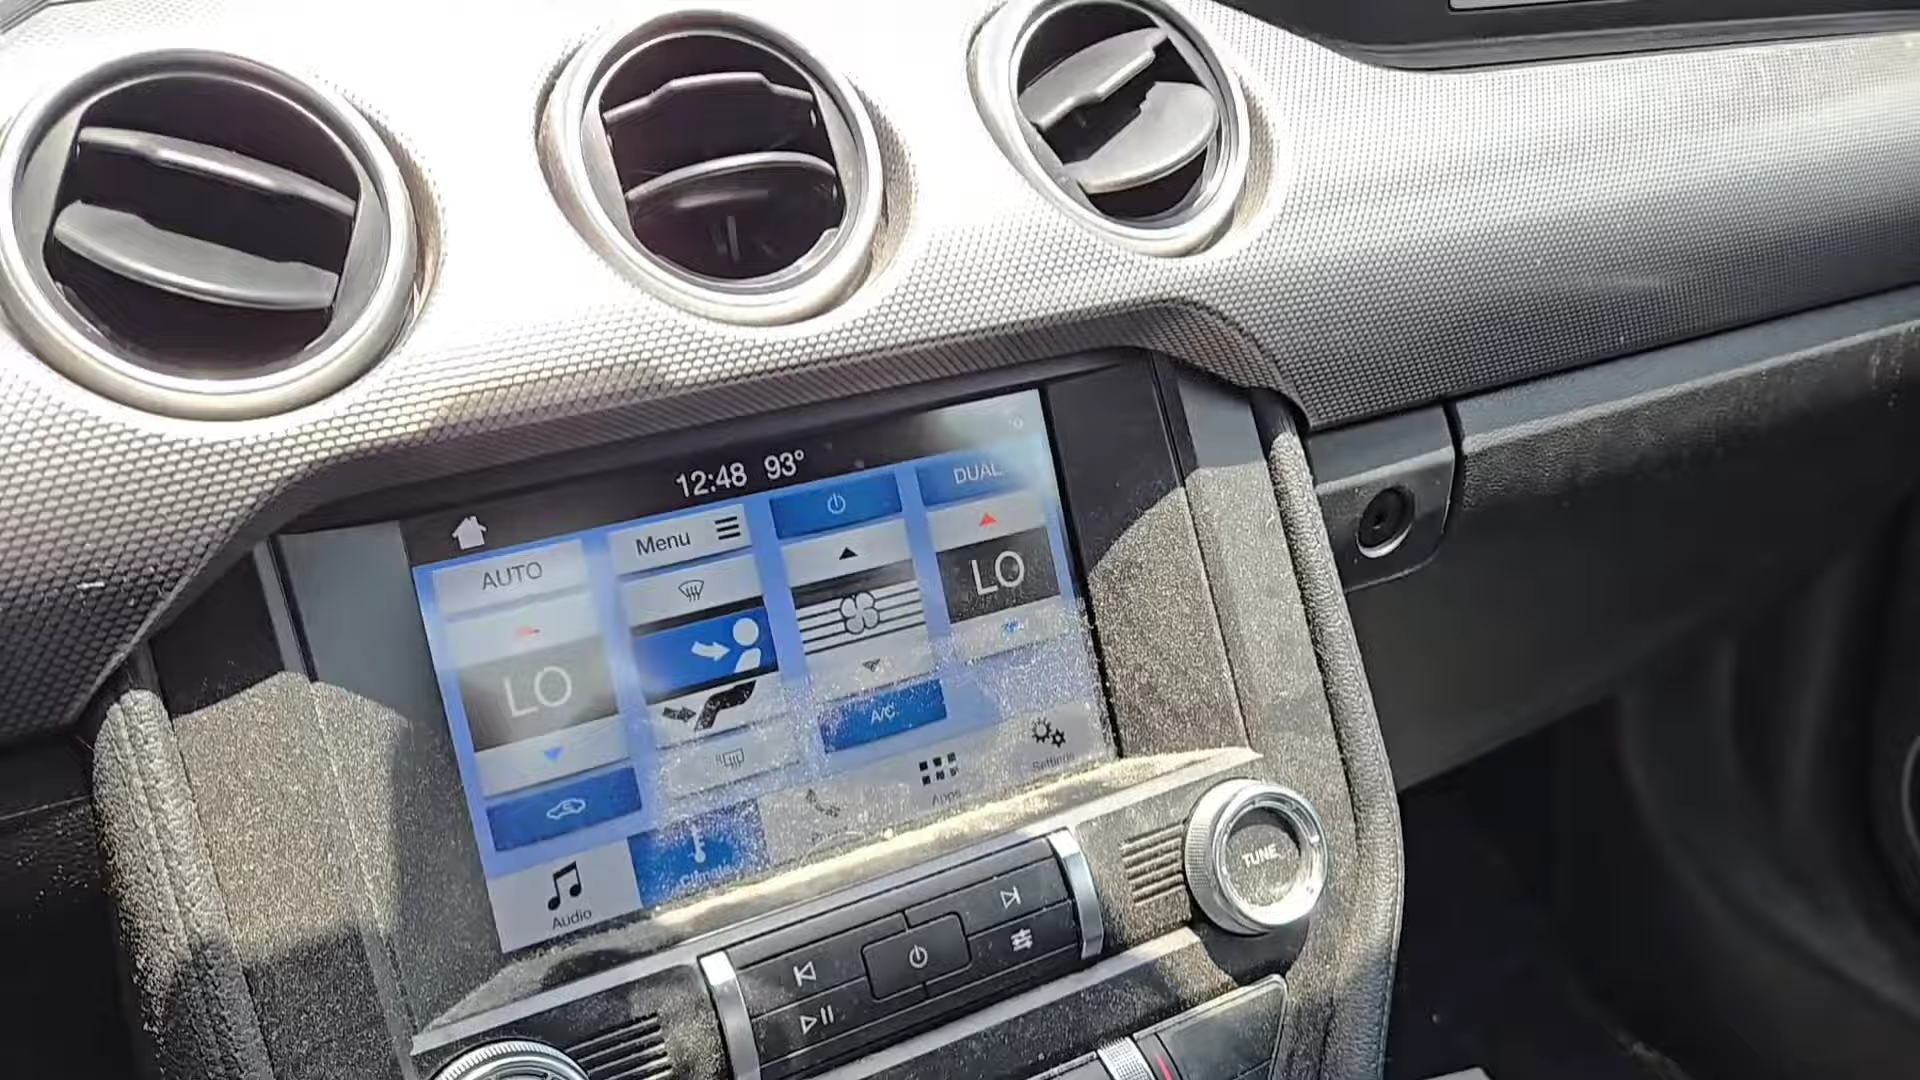 12:48 93°
AUTO
Menu
DUAL
LO
LO
A/C
Audio
Climate
Apps
Settings
TUNE